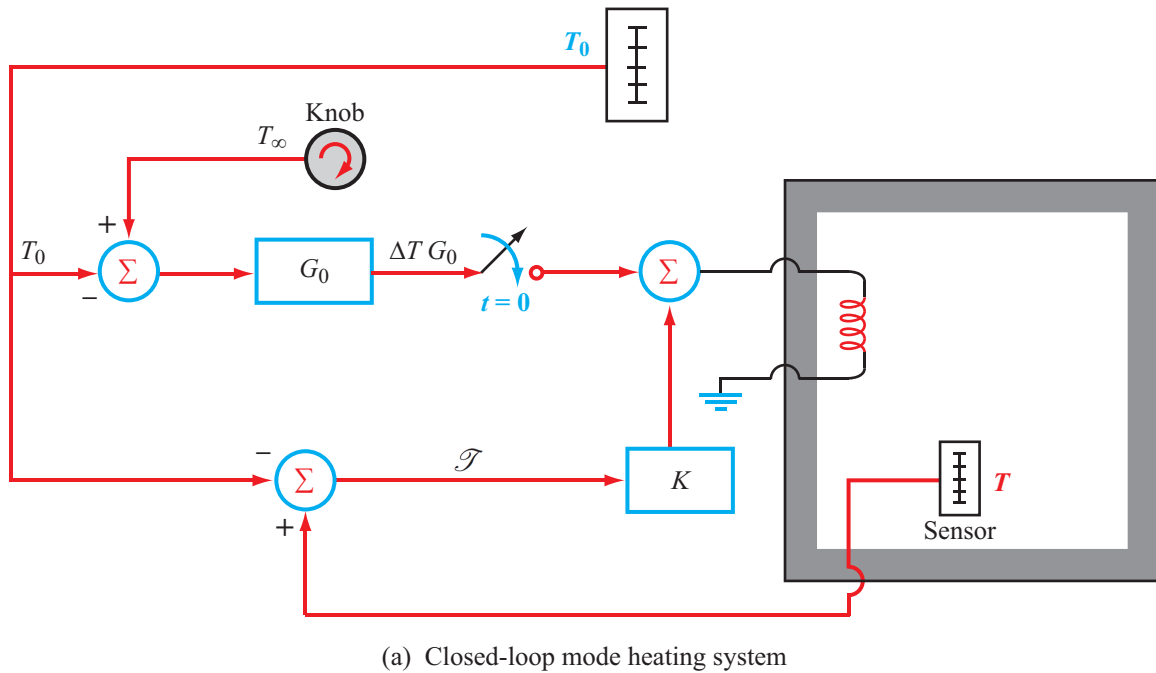 T₀
Knob
T∞
+
T₀
Σ
−
G₀
ΔT G₀
t = 0
Σ
−
Σ
+
𝒯
K
T
Sensor
(a) Closed-loop mode heating system